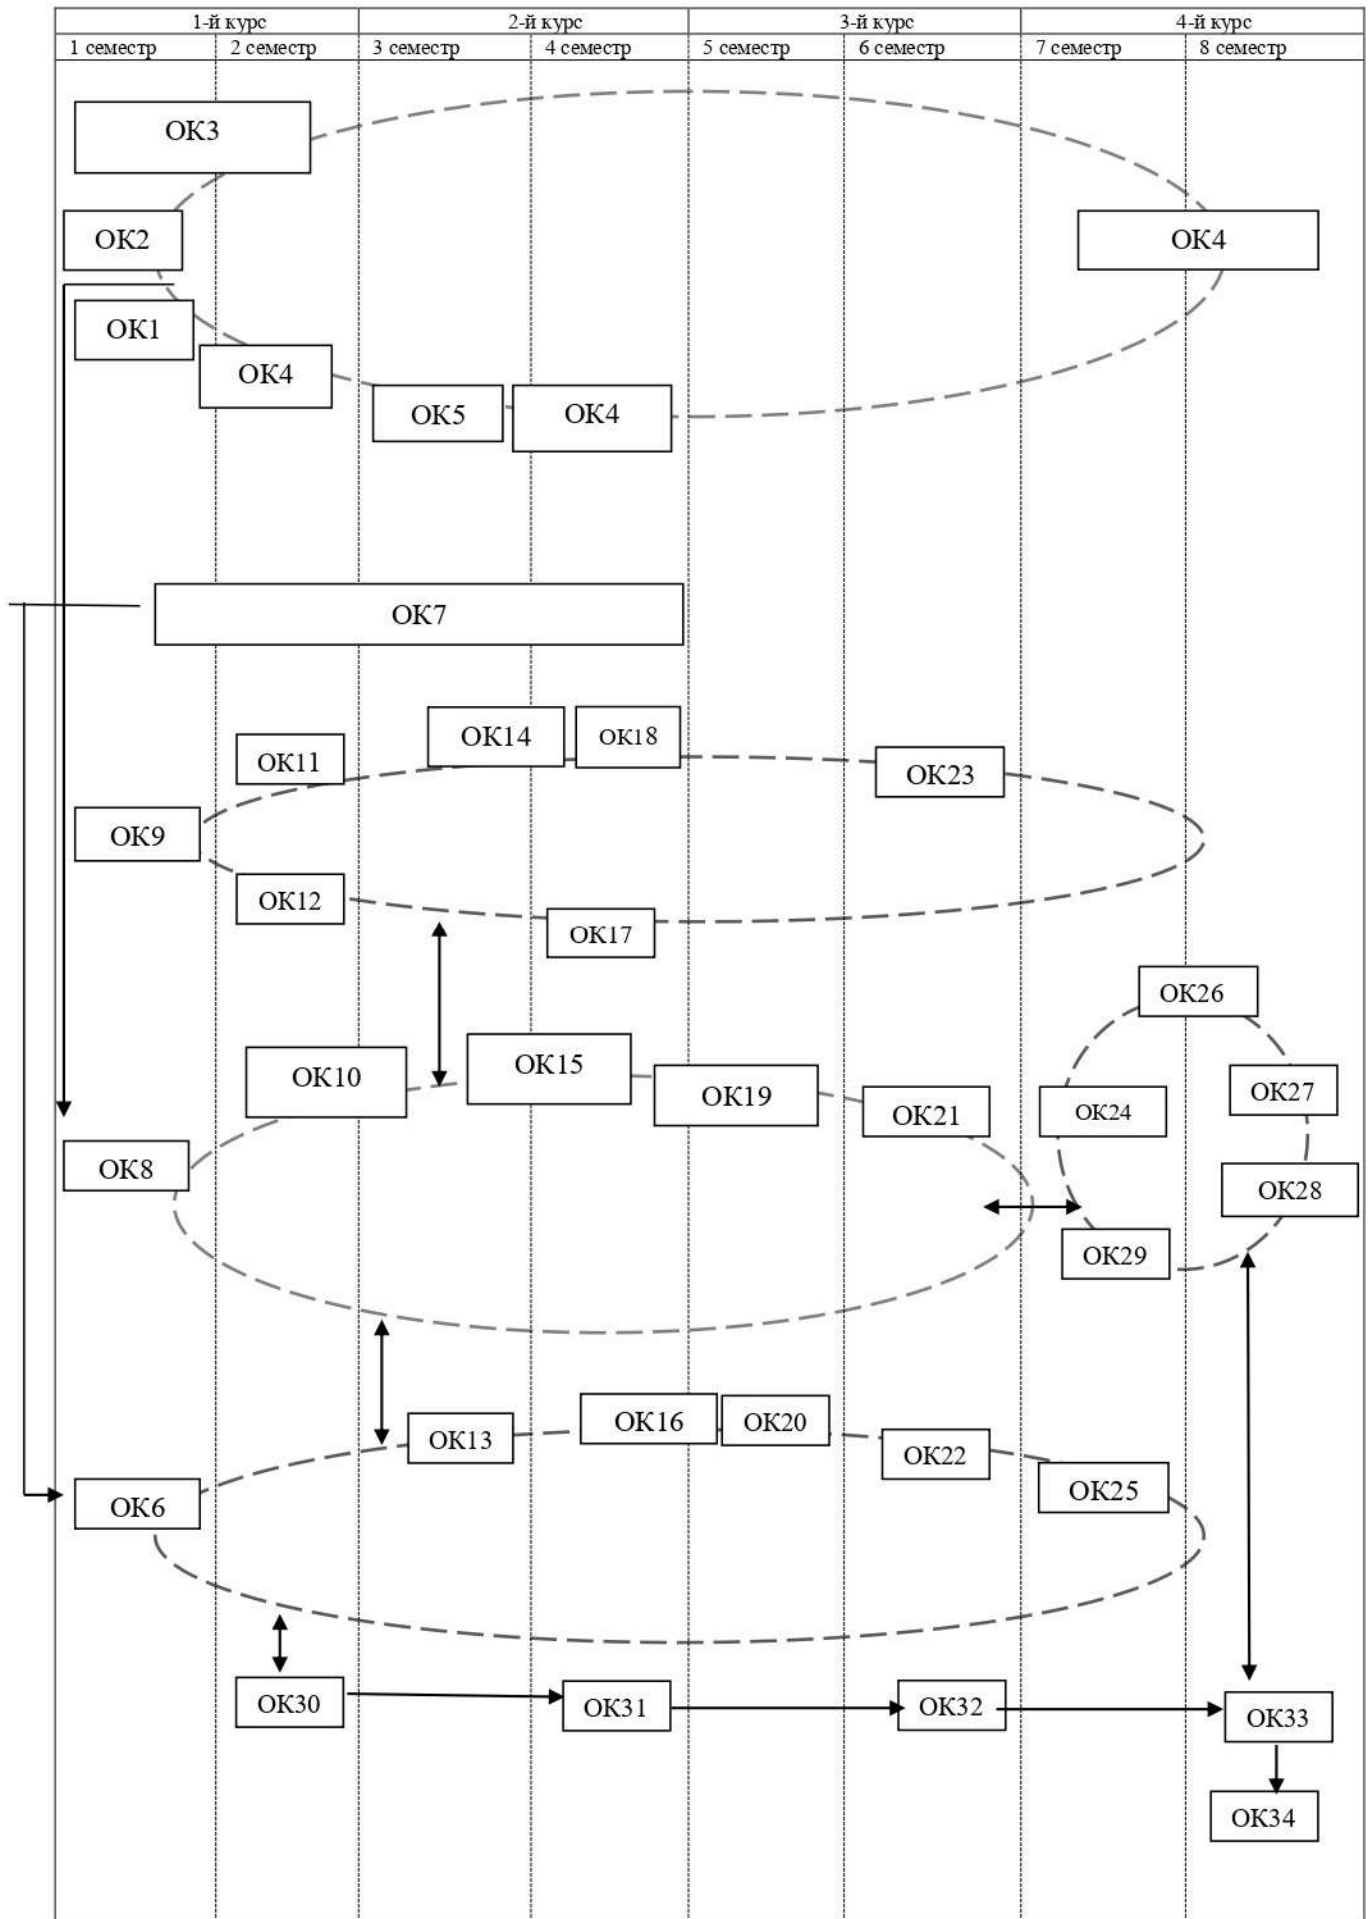 1-й курс 2-й курс 3-й курс 4-й курс
1 семестр 2 семестр 3 семестр 4 семестр 5 семестр 6 семестр 7 семестр 8 семестр
ОК3
ОК2 ОК4
ОК1
ОК4
ОК5 ОК4
ОК7
ОК14 ОК18
ОК11 ОК23
ОК9
ОК12
ОК17
ОК26
ОК15
ОК10 ОК27
ОК19
ОК21 ОК24
ОК8
ОК28
ОК29
ОК16 ОК20
ОК13
ОК22
ОК25
ОК6
ОК30 ОК31 ОК32
ОК33
ОК34